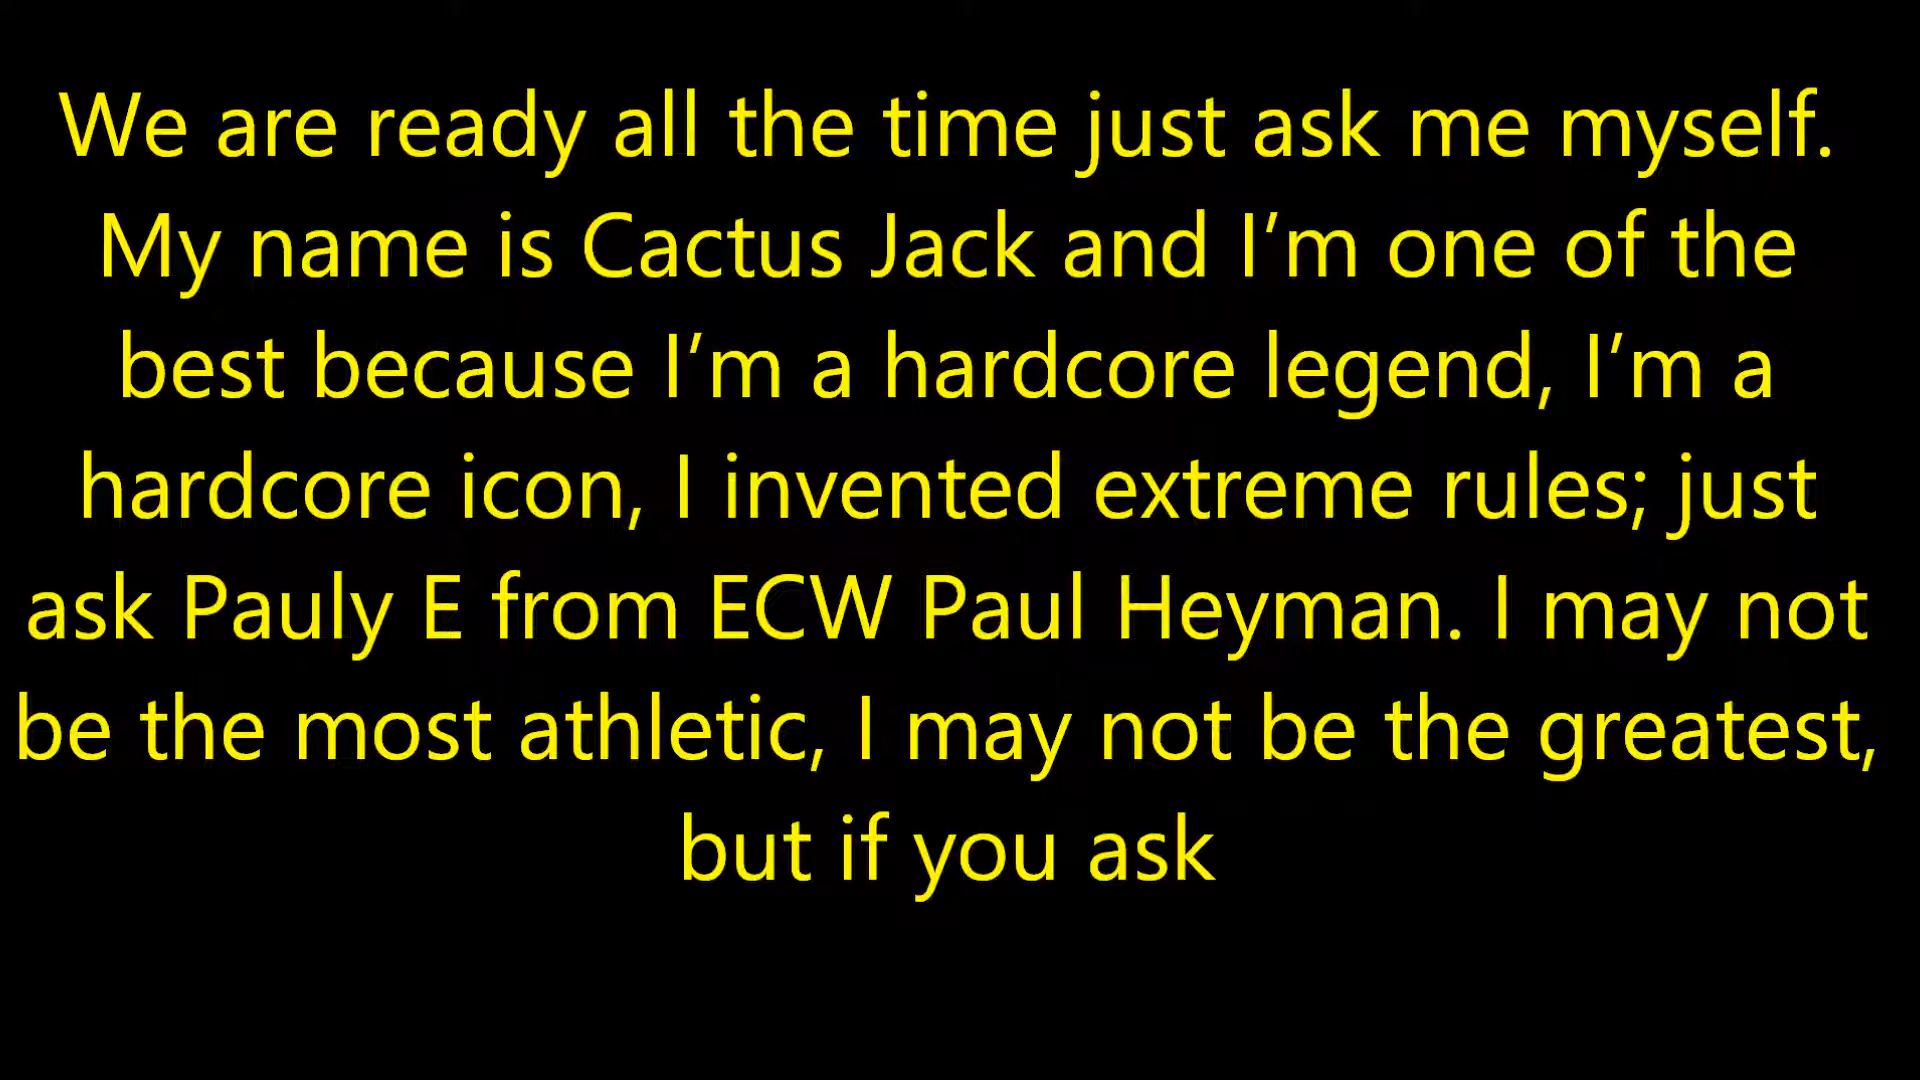 We are ready all the time just ask me myself.
My name is Cactus Jack and I’m one of the
best because I’m a hardcore legend, I’m a
hardcore icon, I invented extreme rules; just
ask Pauly E from ECW Paul Heyman. I may not
be the most athletic, I may not be the greatest,
but if you ask